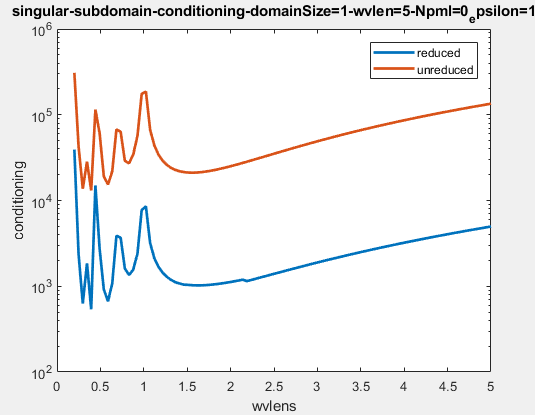 singular-subdomain-conditioning-domainSize=1-wvlen=5-Npml=0epsilon=1
10^6
reduced
unreduced
10^5
conditioning
10^4
10^3
10^2
0 0.5 1 1.5 2 2.5 3 3.5 4 4.5 5
wvlens